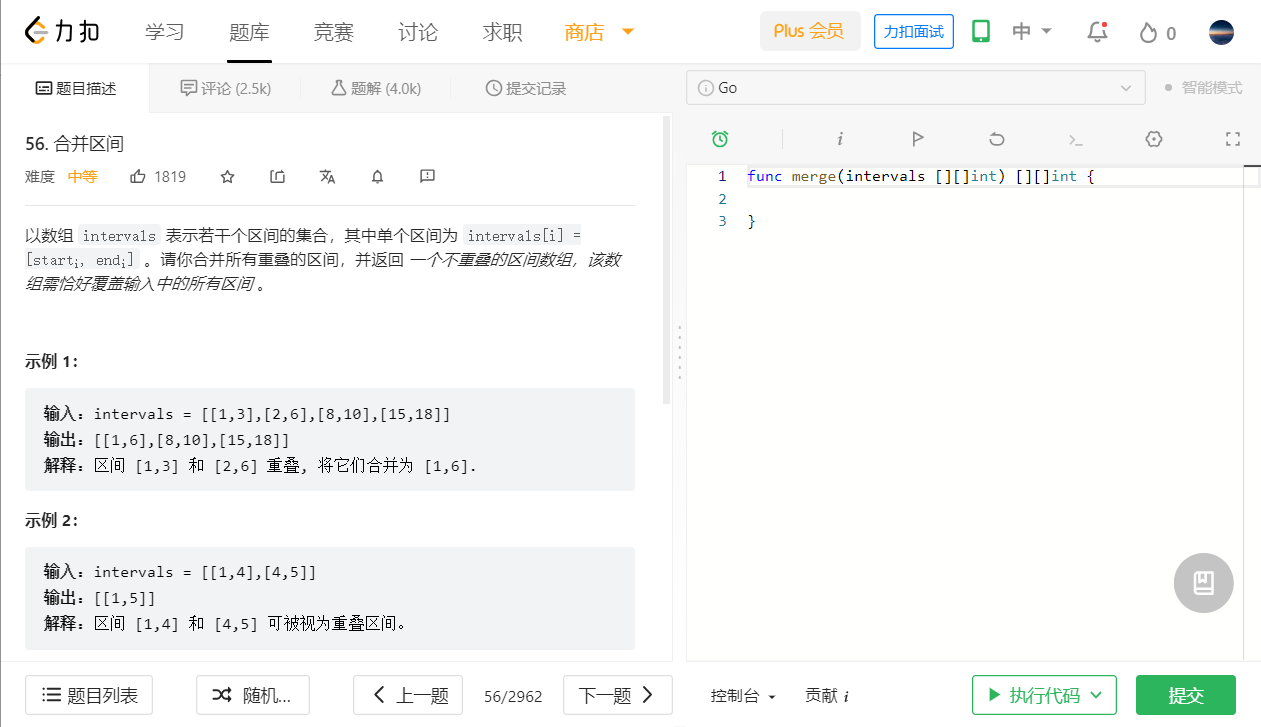 力扣 学习 题库 竞赛 讨论 求职 商店 Plus 会员 力扣面试 中 0
题目描述 评论 (2.5k) 题解 (4.0k) 提交记录
56. 合并区间
难度 中等 1819
以数组 intervals 表示若干个区间的集合，其中单个区间为 intervals[i] =
[starti, endi] 。请你合并所有重叠的区间，并返回 一个不重叠的区间数组，该数
组需恰好覆盖输入中的所有区间 。
示例 1：
输入：intervals = [[1,3],[2,6],[8,10],[15,18]]
输出：[[1,6],[8,10],[15,18]]
解释：区间 [1,3] 和 [2,6] 重叠, 将它们合并为 [1,6].
示例 2：
输入：intervals = [[1,4],[4,5]]
输出：[[1,5]]
解释：区间 [1,4] 和 [4,5] 可被视为重叠区间。
题目列表 随机... 上一题 56/2962 下一题
Go 智能模式
1 func merge(intervals [][]int) [][]int {
2
3 }
控制台 贡献 i 执行代码 提交